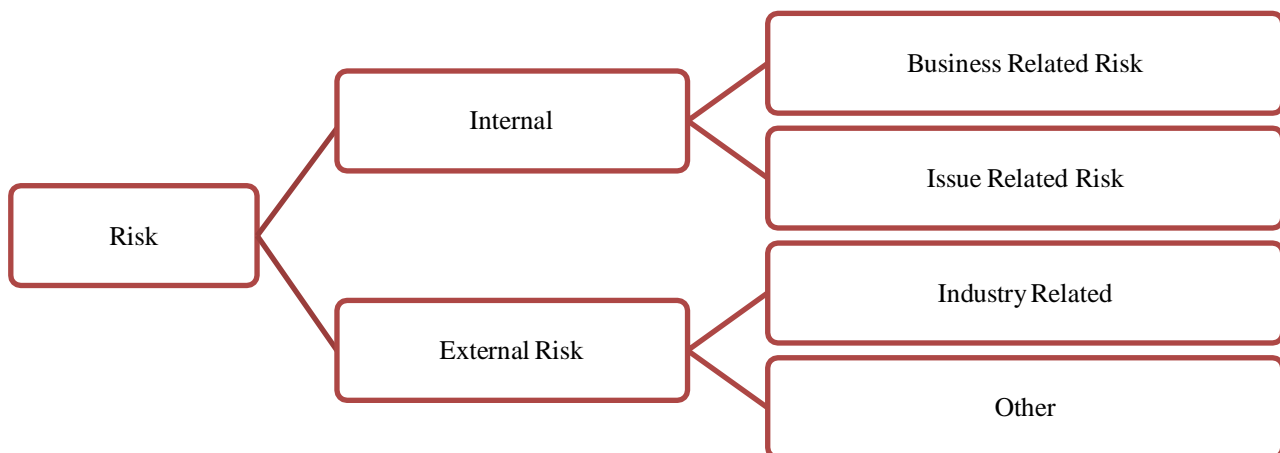 Risk
Internal
Business Related Risk
Issue Related Risk
External Risk
Industry Related
Other